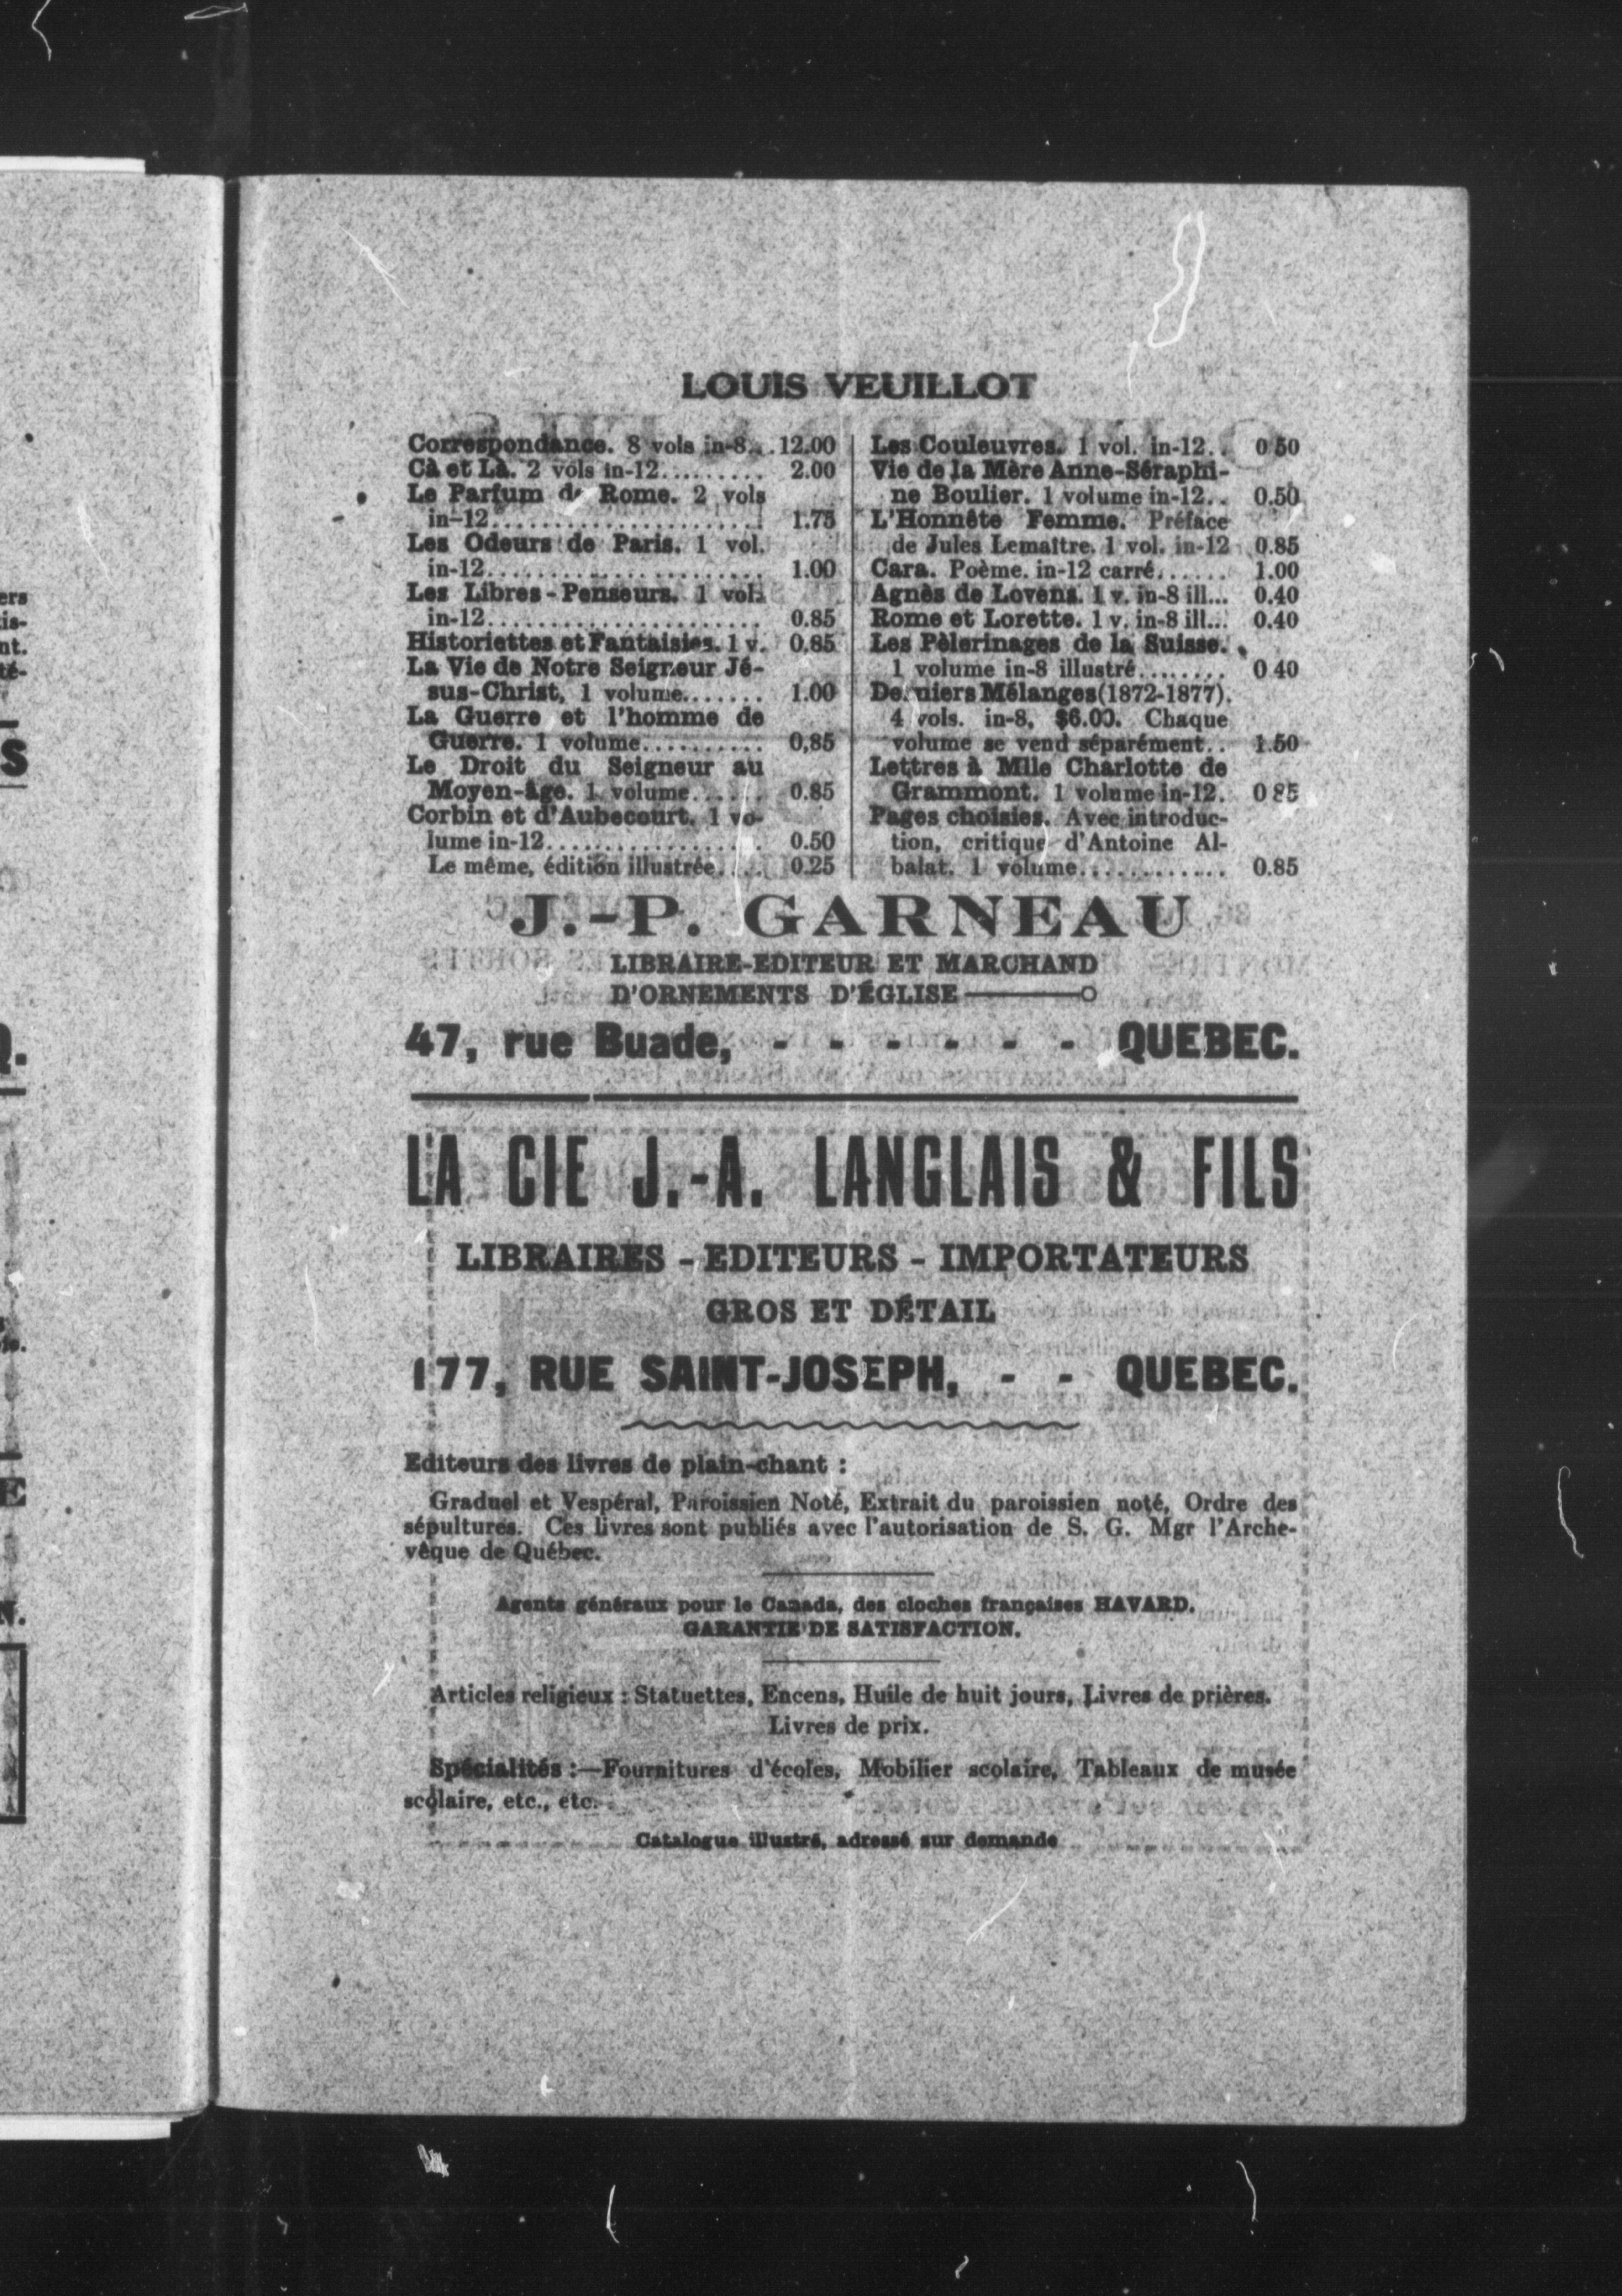 LOUIS VEUILLOT
Correspondance. 8 vols in-8... 12.00
Cà et Là. 2 vols in-12......... 2.00
Le Parfum de Rome. 2 vols
in-12...................... 1.75
Les Odeurs de Paris. 1 vol.
in-12...................... 1.00
Les Libres-Penseurs. 1 vol.
in-12...................... 0.85
Historiettes et Fantaisies. 1 v. 0.85
La Vie de Notre Seigneur Jé-
sus-Christ, 1 volume....... 1.00
La Guerre et l'homme de
Guerre. 1 volume.......... 0,85
Le Droit du Seigneur au
Moyen-âge. 1 volume...... 0.85
Corbin et d'Aubecourt. 1 vo-
lume in-12.................. 0.50
Le même, édition illustrée.... 0.25
Les Couleuvres. 1 vol. in-12.. 0 50
Vie de la Mère Anne-Séraphi-
ne Boulier. 1 volume in-12.. 0.50
L'Honnête Femme. Préface
de Jules Lemaître. 1 vol. in-12 0.85
Cara. Poème. in-12 carré...... 1.00
Agnès de Lovens. 1 v. in-8 ill... 0.40
Rome et Lorette. 1 v. in-8 ill... 0.40
Les Pèlerinages de la Suisse.
1 volume in-8 illustré........ 0 40
Derniers Mélanges (1872-1877).
4 vols. in-8, $6.00. Chaque
volume se vend séparément.. 1.50
Lettres à Mlle Charlotte de
Grammont. 1 volume in-12. 0 85
Pages choisies. Avec introduc-
tion, critique d'Antoine Al-
balat. 1 volume............ 0.85
J.-P. GARNEAU
LIBRAIRE-EDITEUR ET MARCHAND
D'ORNEMENTS D'ÉGLISE
47, rue Buade, - - - - - - QUEBEC.
LA CIE J.-A. LANGLAIS & FILS
LIBRAIRES - EDITEURS - IMPORTATEURS
GROS ET DÉTAIL
177, RUE SAINT-JOSEPH, - - QUEBEC.
Editeurs des livres de plain-chant :
Graduel et Vespéral, Paroissien Noté, Extrait du paroissien noté, Ordre des
sépultures. Ces livres sont publiés avec l'autorisation de S. G. Mgr l'Arche-
vêque de Québec.
Agents généraux pour le Canada, des cloches françaises HAVARD.
GARANTIE DE SATISFACTION.
Articles religieux : Statuettes, Encens, Huile de huit jours, Livres de prières.
Livres de prix.
Spécialités :—Fournitures d'écoles, Mobilier scolaire, Tableaux de musée
scolaire, etc., etc.
Catalogue illustré, adressé sur demande